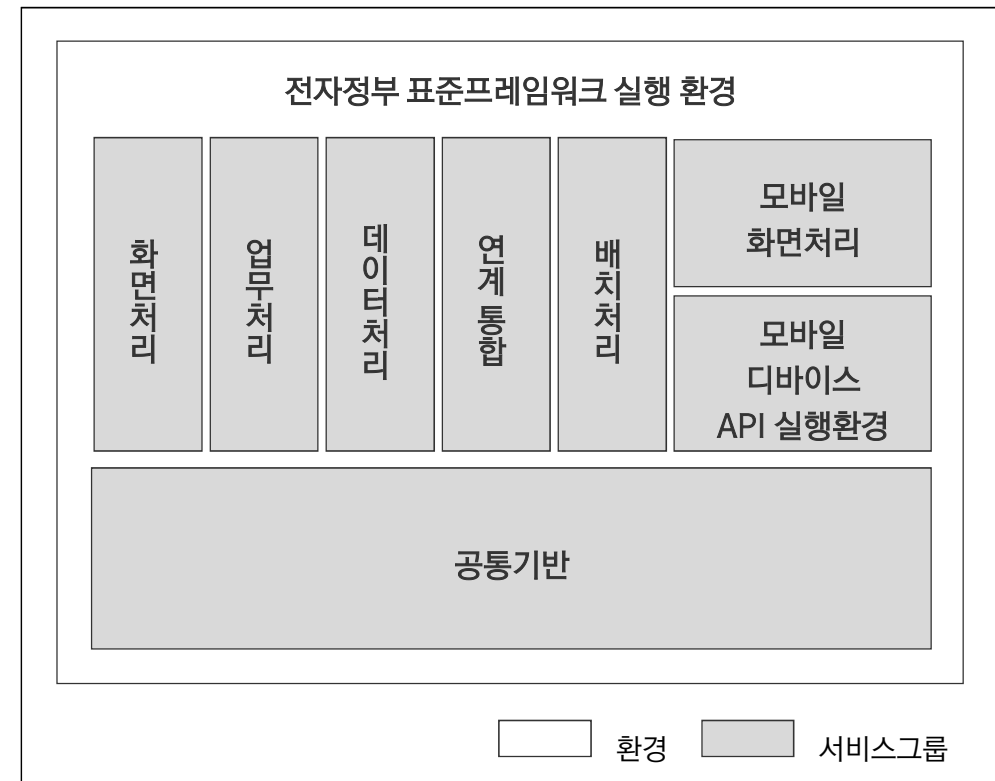 전자정부 표준프레임워크 실행 환경
화면처리
업무처리
데이터처리
연계통합
배치처리
모바일
화면처리
모바일
디바이스
API 실행환경
공통기반
환경
서비스그룹